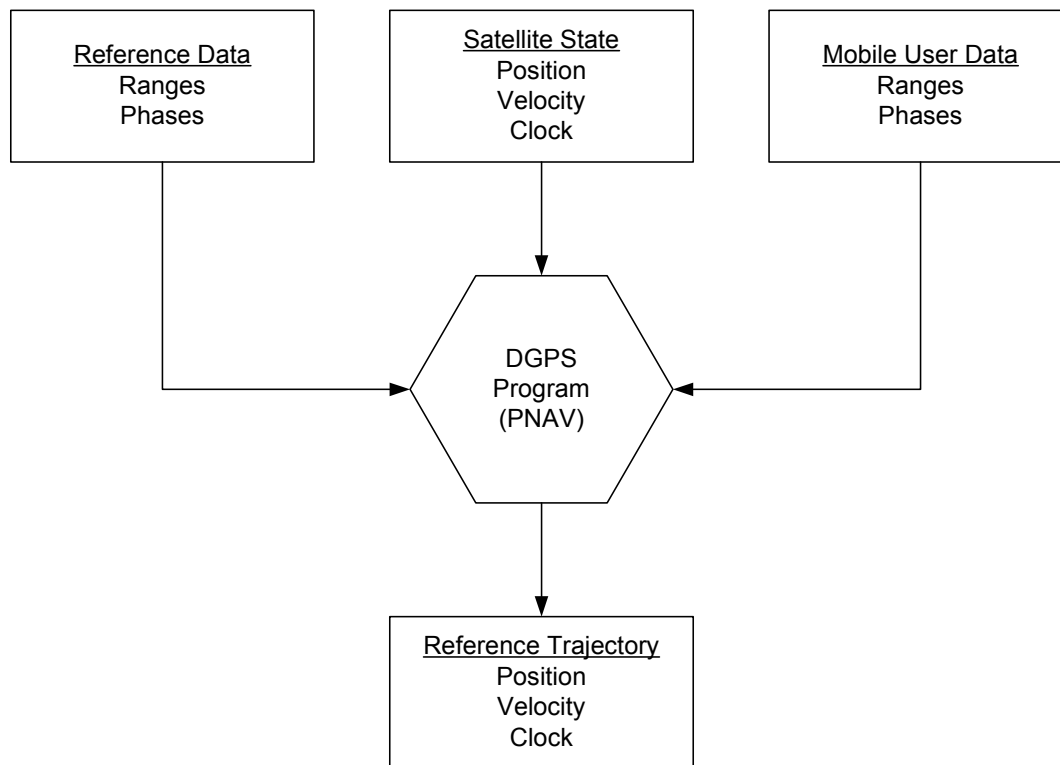 Reference Data
Ranges
Phases
Satellite State
Position
Velocity
Clock
Mobile User Data
Ranges
Phases
DGPS
Program
(PNAV)
Reference Trajectory
Position
Velocity
Clock